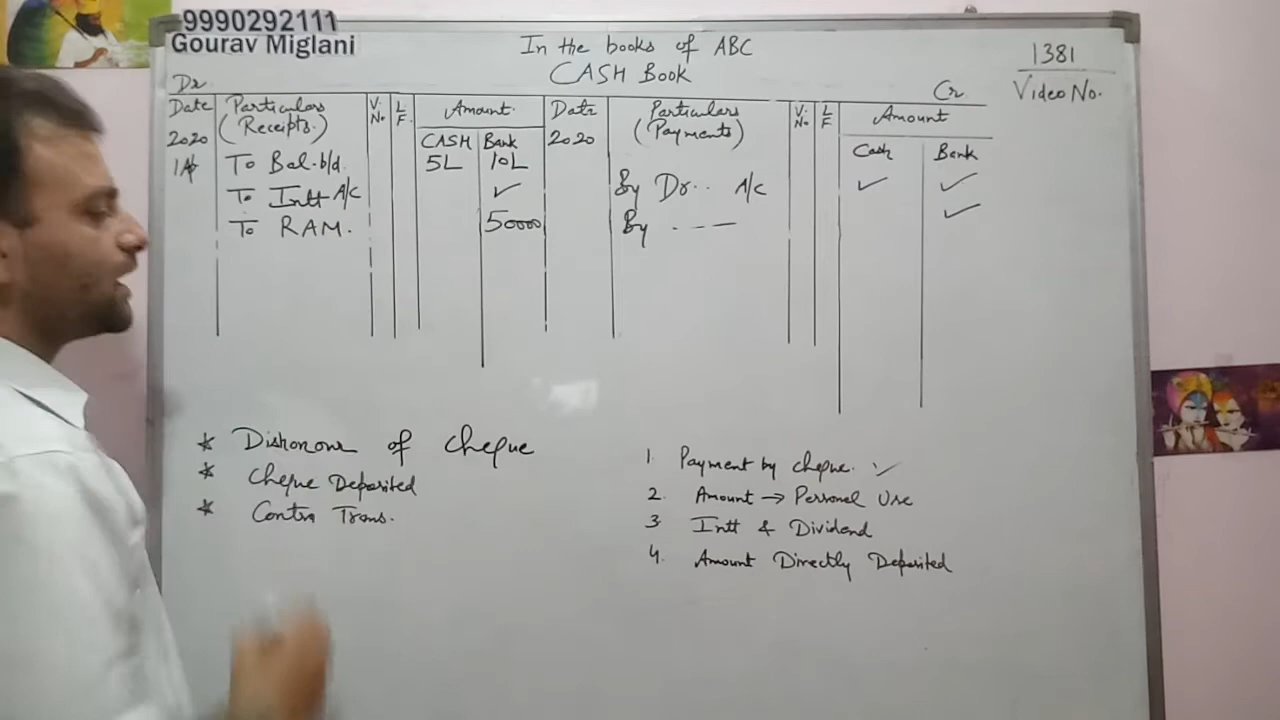 9990292111
Gourav Miglani
In the books of ABC
CASH Book
1381
Video No.
Dr
Cr
Date Particulars V. No L F. Amount Date Particulars V. No L F Amount
2020 (Receipts.) CASH Bank 2020 (Payments) Cash Bank
To Bal. b/d. 5L 10L
To Intt A/c ✓ By Dr.. A/c ✓ ✓
To RAM. 50000 By - - - ✓
* Dishonour of cheque
* Cheque Deposited
* Contra Trans.
1. Payment by cheque. ✓
2. Amount → Personal Use
3 Intt & Dividend
4. Amount Directly Deposited